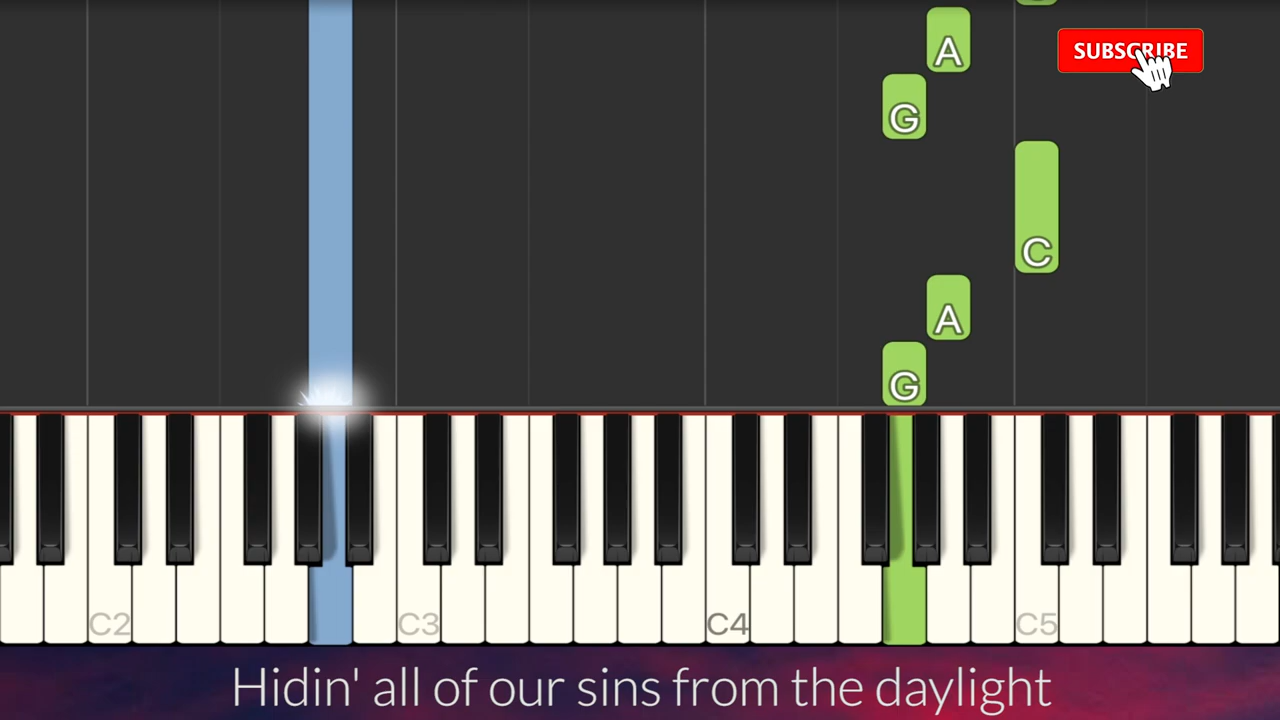 A
SUBSCRIBE
G
C
A
G
C2
C3
C4
C5
Hidin' all of our sins from the daylight